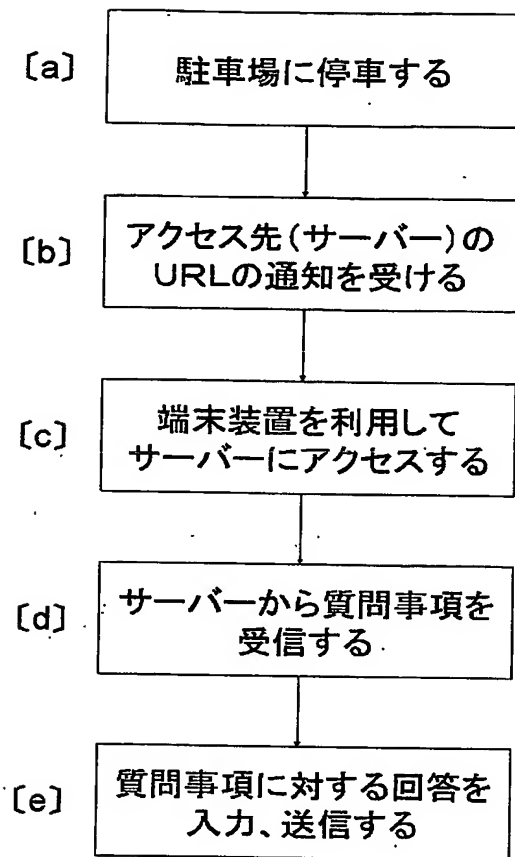 〔a〕 駐車場に停車する
〔b〕 アクセス先(サーバー)の
URLの通知を受ける
〔c〕 端末装置を利用して
サーバーにアクセスする
〔d〕 サーバーから質問事項を
受信する
〔e〕 質問事項に対する回答を
入力、送信する